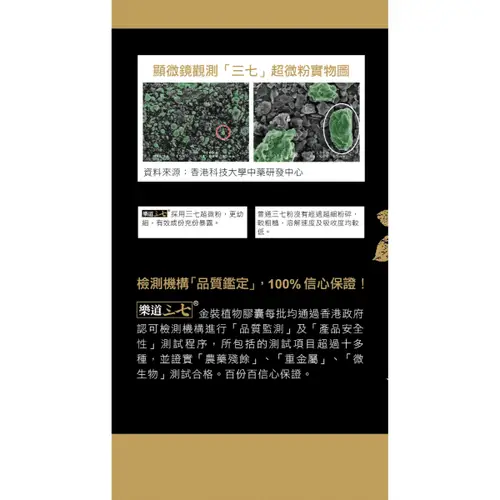 顯微鏡觀測「三七」超微粉實物圖
資料來源：香港科技大學中藥研發中心
樂道三七® 採用三七超微粉，更幼
細，有效成份充份暴露。
普通三七粉沒有經過超細粉碎，
較粗糙，溶解速度及吸收度均較
低。
檢測機構「品質鑑定」，100% 信心保證！
樂道三七® 金裝植物膠囊每批均通過香港政府
認可檢測機構進行「品質監測」及「產品安全
性」測試程序，所包括的測試項目超過十多
種，並證實「農藥殘餘」、「重金屬」、「微
生物」測試合格。百份百信心保證。